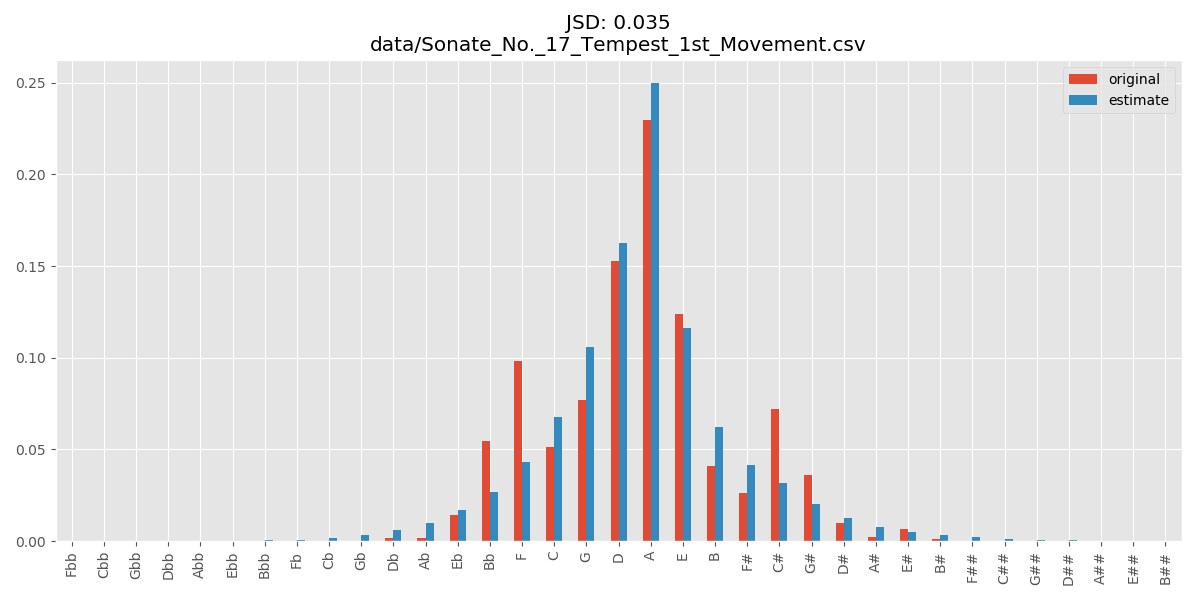 JSD: 0.035
data/Sonate_No._17_Tempest_1st_Movement.csv
original
estimate
0.25
0.20
0.15
0.10
0.05
0.00
Fbb
Cbb
Gbb
Dbb
Abb
Ebb
Bbb
Fb
Cb
Gb
Db
Ab
Eb
Bb
F
C
G
D
A
E
B
F#
C#
G#
D#
A#
E#
B#
F##
C##
G##
D##
A##
E##
B##